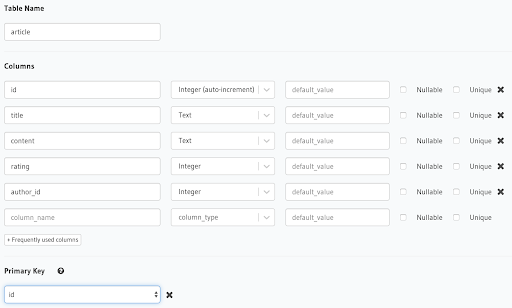 Table Name
article
Columns
id Integer (auto-increment) default_value Nullable Unique
title Text default_value Nullable Unique
content Text default_value Nullable Unique
rating Integer default_value Nullable Unique
author_id Integer default_value Nullable Unique
column_name column_type default_value Nullable Unique
+ Frequently used columns
Primary Key ?
id